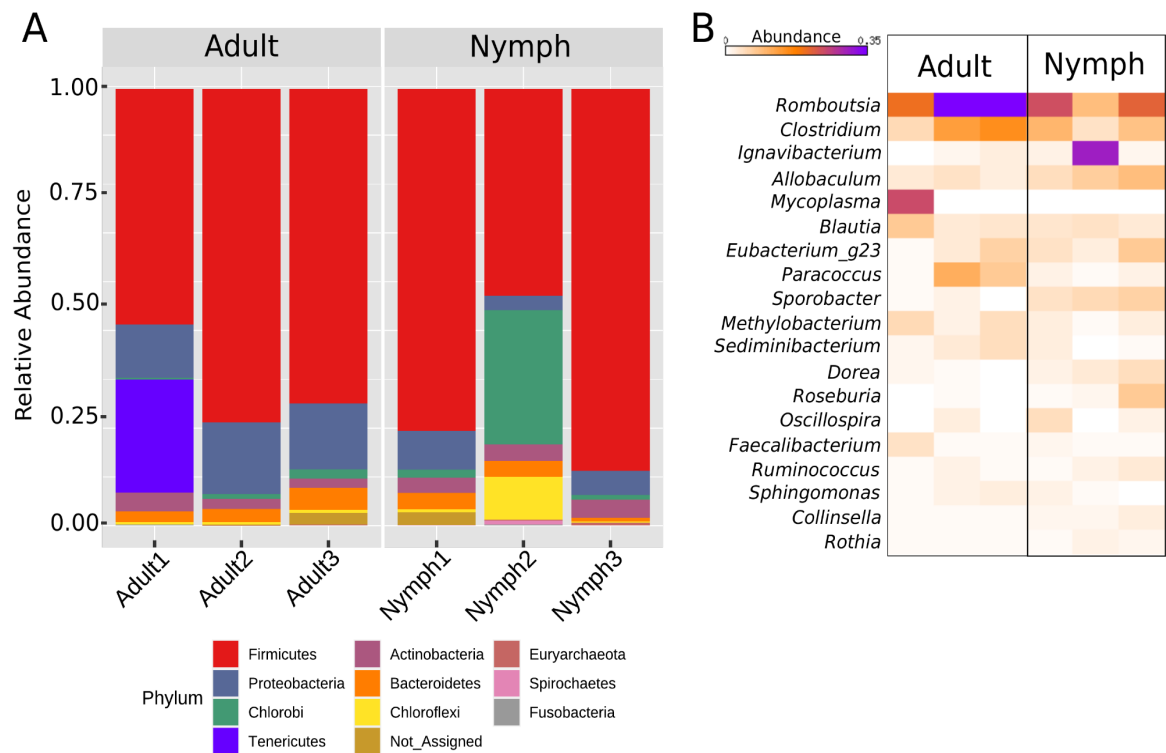 A
Adult Nymph
Relative Abundance
1.00
0.75
0.50
0.25
0.00
Adult1 Adult2 Adult3 Nymph1 Nymph2 Nymph3
Phylum
Firmicutes Actinobacteria Euryarchaeota
Proteobacteria Bacteroidetes Spirochaetes
Chlorobi Chloroflexi Fusobacteria
Tenericutes Not_Assigned
B
Abundance
0 0.35
Adult Nymph
Romboutsia
Clostridium
Ignavibacterium
Allobaculum
Mycoplasma
Blautia
Eubacterium_g23
Paracoccus
Sporobacter
Methylobacterium
Sediminibacterium
Dorea
Roseburia
Oscillospira
Faecalibacterium
Ruminococcus
Sphingomonas
Collinsella
Rothia